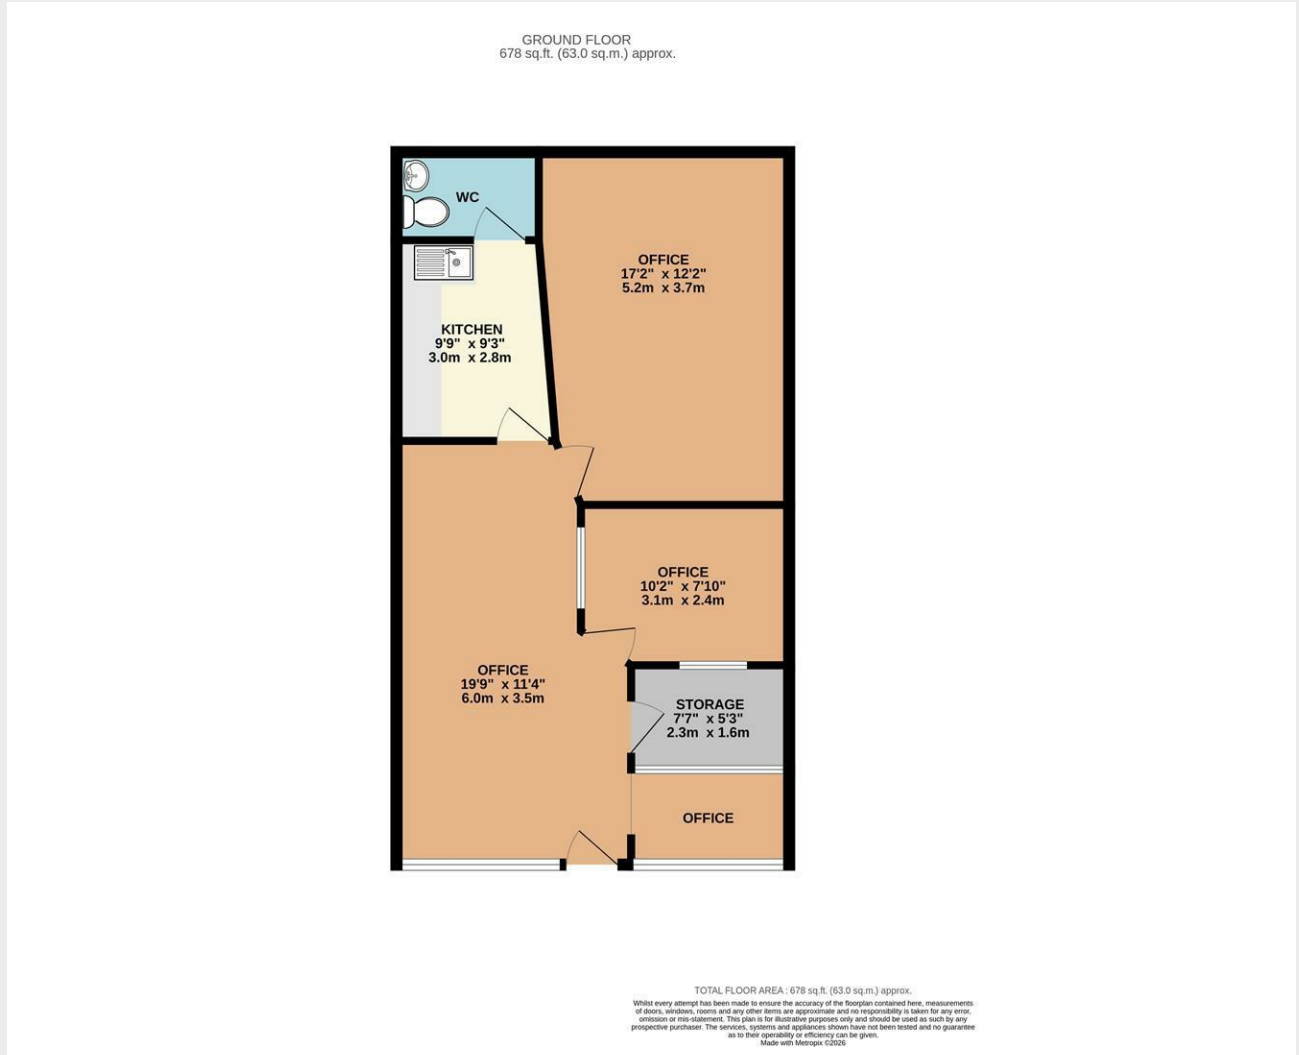 GROUND FLOOR
678 sq.ft. (63.0 sq.m.) approx.
WC
OFFICE
17'2" x 12'2"
5.2m x 3.7m
KITCHEN
9'9" x 9'3"
3.0m x 2.8m
OFFICE
10'2" x 7'10"
3.1m x 2.4m
OFFICE
19'9" x 11'4"
6.0m x 3.5m
STORAGE
7'7" x 5'3"
2.3m x 1.6m
OFFICE
TOTAL FLOOR AREA : 678 sq.ft. (63.0 sq.m.) approx.
Whilst every attempt has been made to ensure the accuracy of the floorplan contained here, measurements
of doors, windows, rooms and any other items are approximate and no responsibility is taken for any error,
omission or mis-statement. This plan is for illustrative purposes only and should be used as such by any
prospective purchaser. The services, systems and appliances shown have not been tested and no guarantee
as to their operability or efficiency can be given.
Made with Metropix ©2026